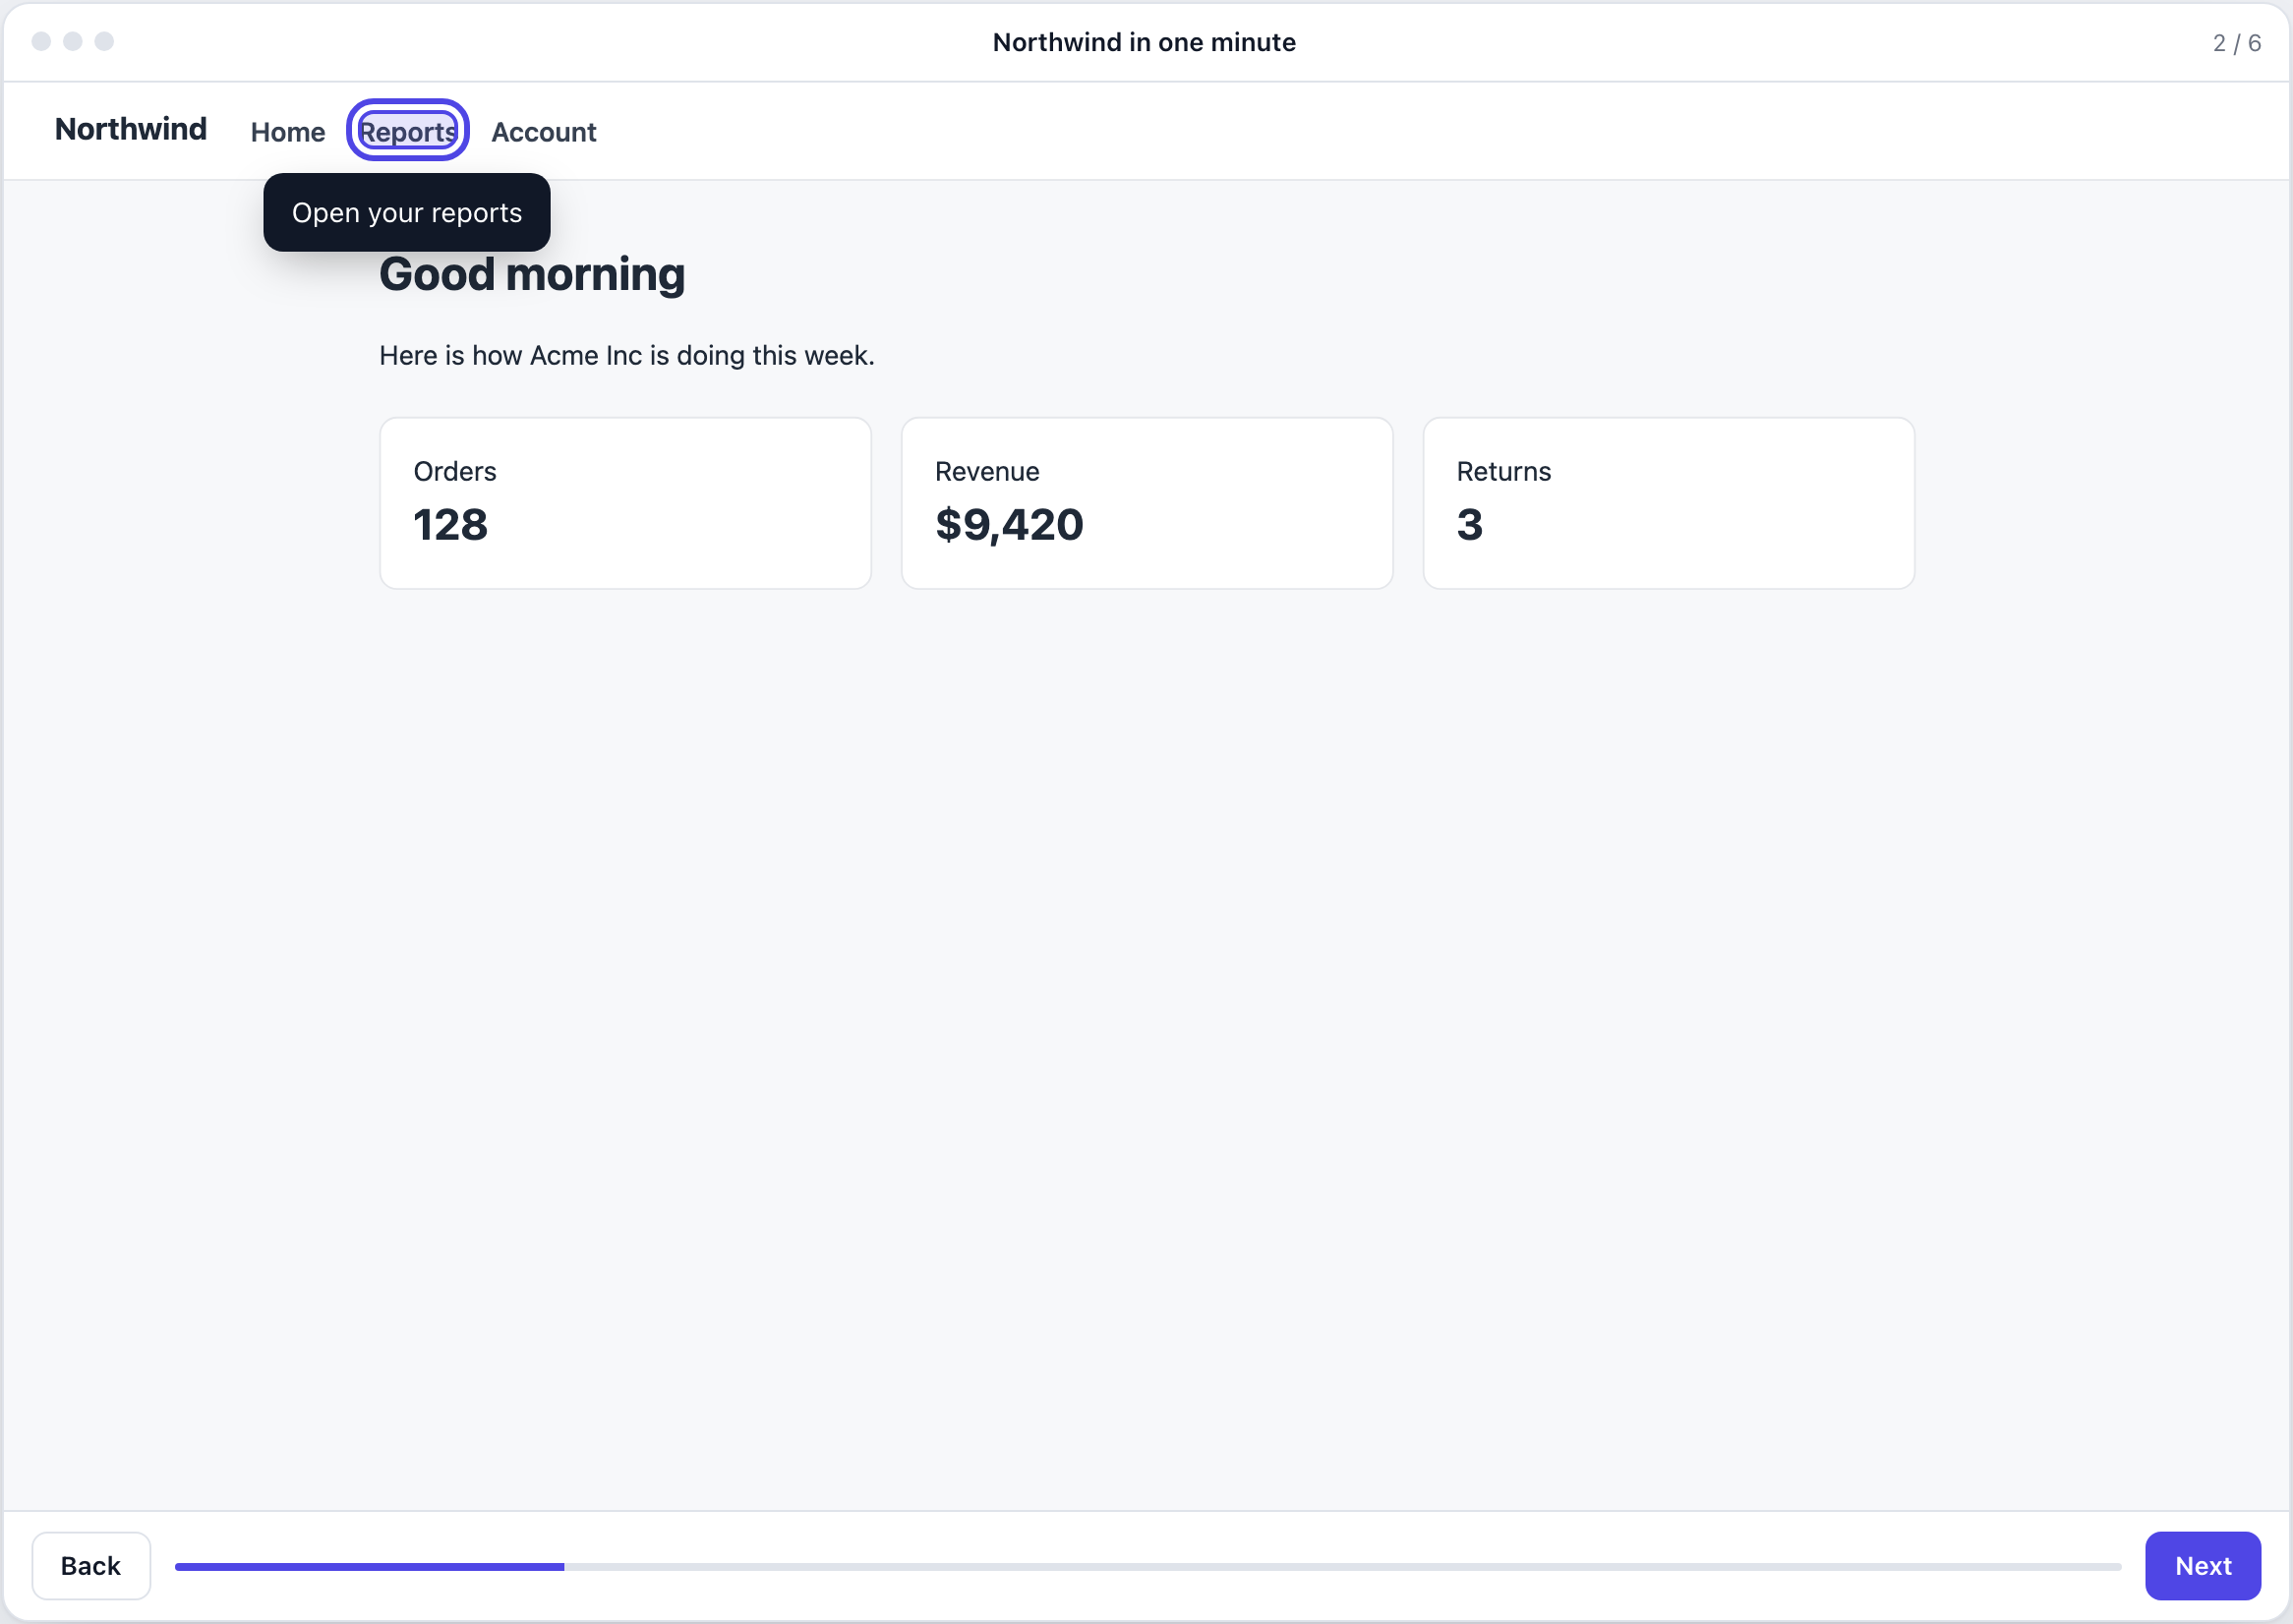 Northwind in one minute
2 / 6
Northwind Home Reports Account
Open your reports
Good morning
Here is how Acme Inc is doing this week.
Orders
128
Revenue
$9,420
Returns
3
Back
Next